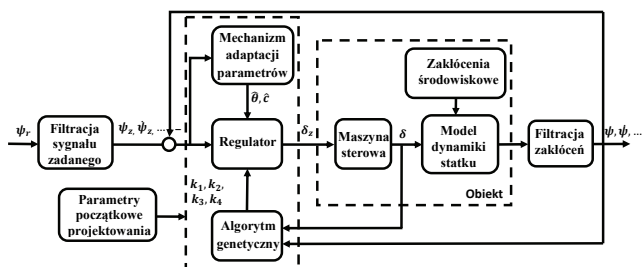 Mechanizm
adaptacji
parametrów
Zakłócenia
środowiskowe
θ̂, ĉ
ψr
Filtracja
sygnału
zadanego
ψz, ψ̇z, ... −
Regulator
δz
Maszyna
sterowa
δ
Model
dynamiki
statku
Filtracja
zakłóceń
ψ, ψ̇, ...
k1, k2,
k3, k4
Obiekt
Parametry
początkowe
projektowania
Algorytm
genetyczny